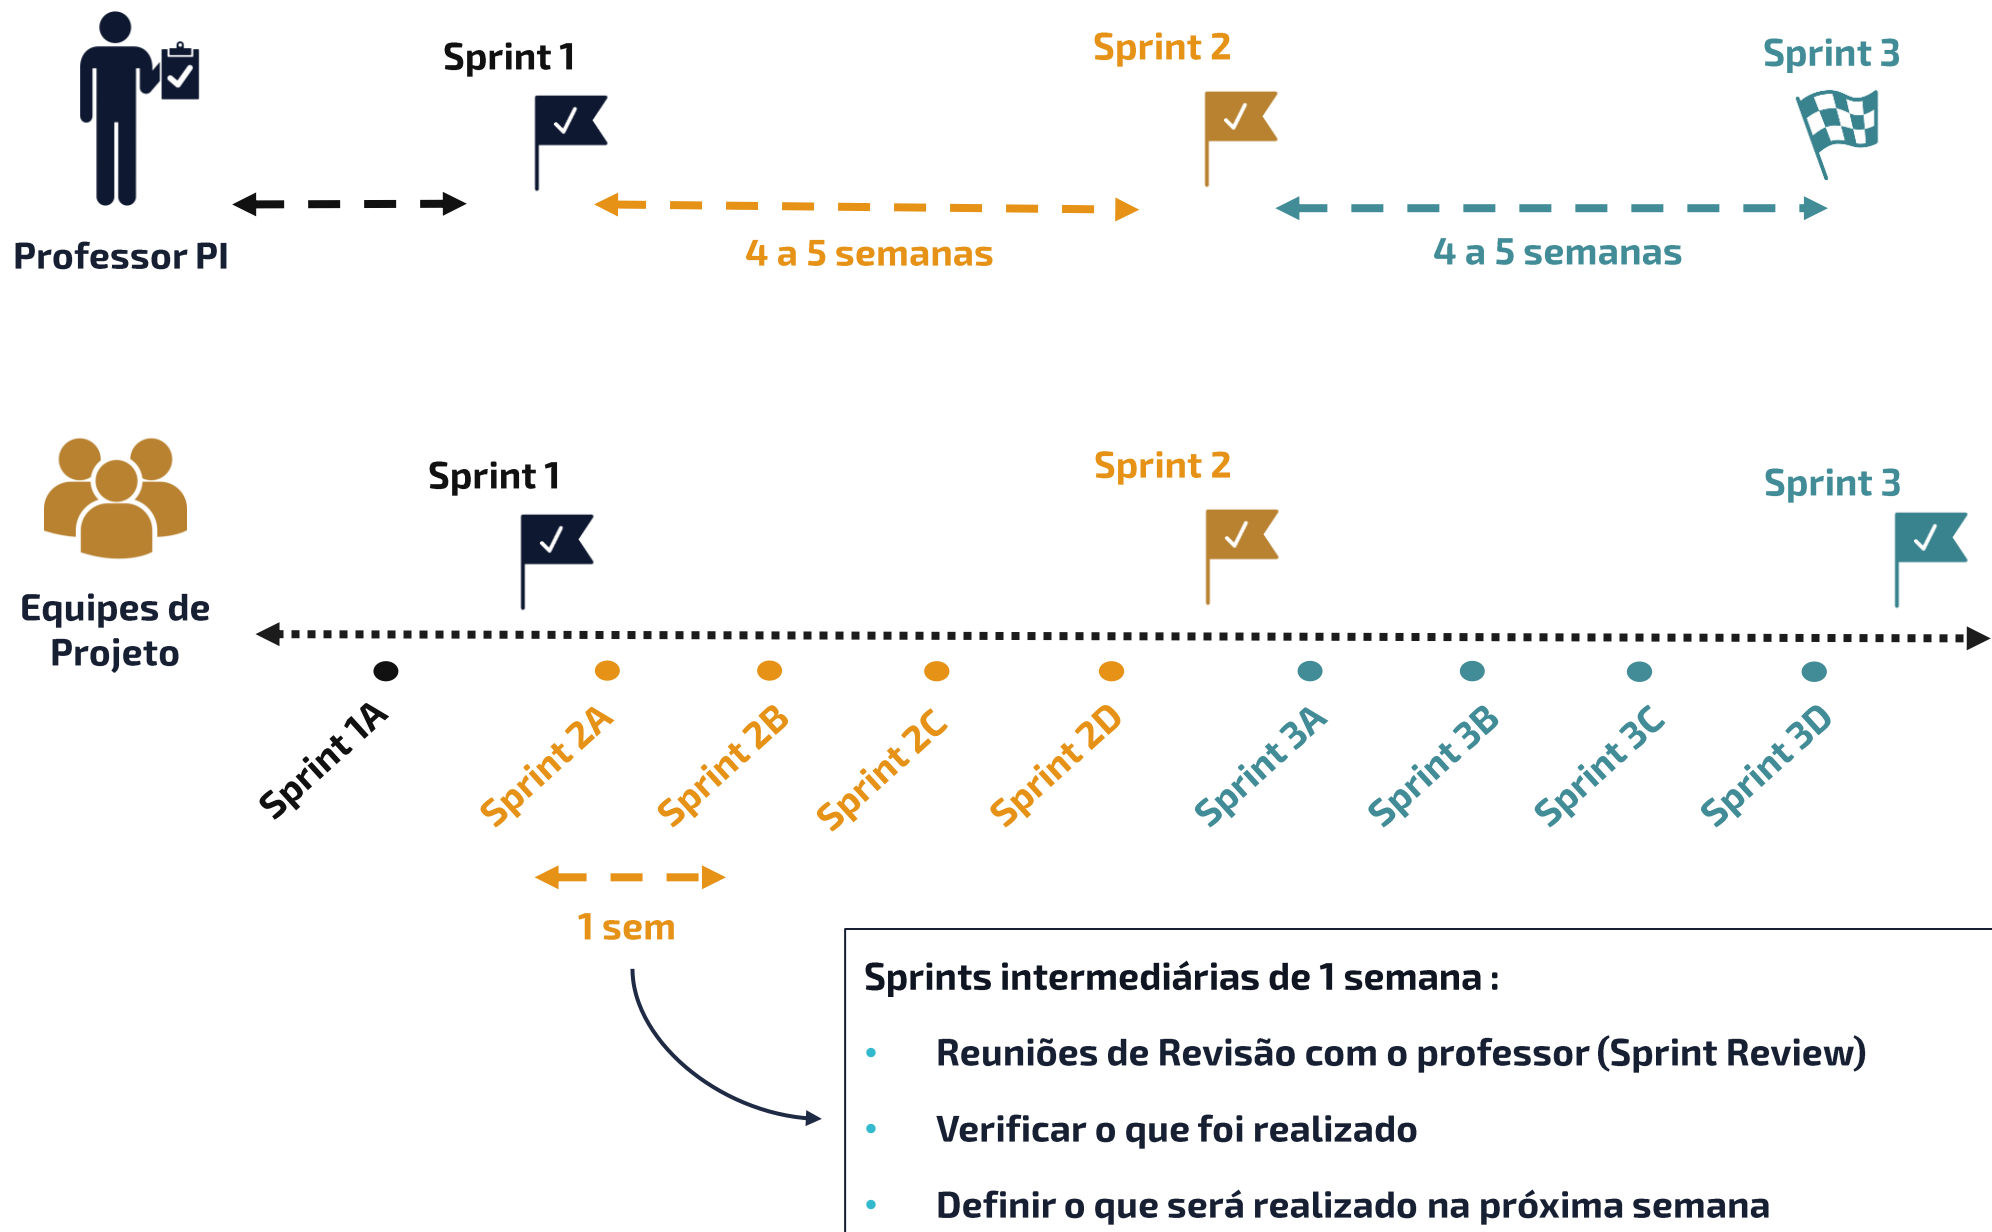 Sprint 1
Sprint 2
Sprint 3
Professor PI
4 a 5 semanas
4 a 5 semanas
Sprint 1
Sprint 2
Sprint 3
Equipes de
Projeto
Sprint 1A
Sprint 2A
Sprint 2B
Sprint 2C
Sprint 2D
Sprint 3A
Sprint 3B
Sprint 3C
Sprint 3D
1 sem
Sprints intermediárias de 1 semana :
• Reuniões de Revisão com o professor (Sprint Review)
• Verificar o que foi realizado
• Definir o que será realizado na próxima semana